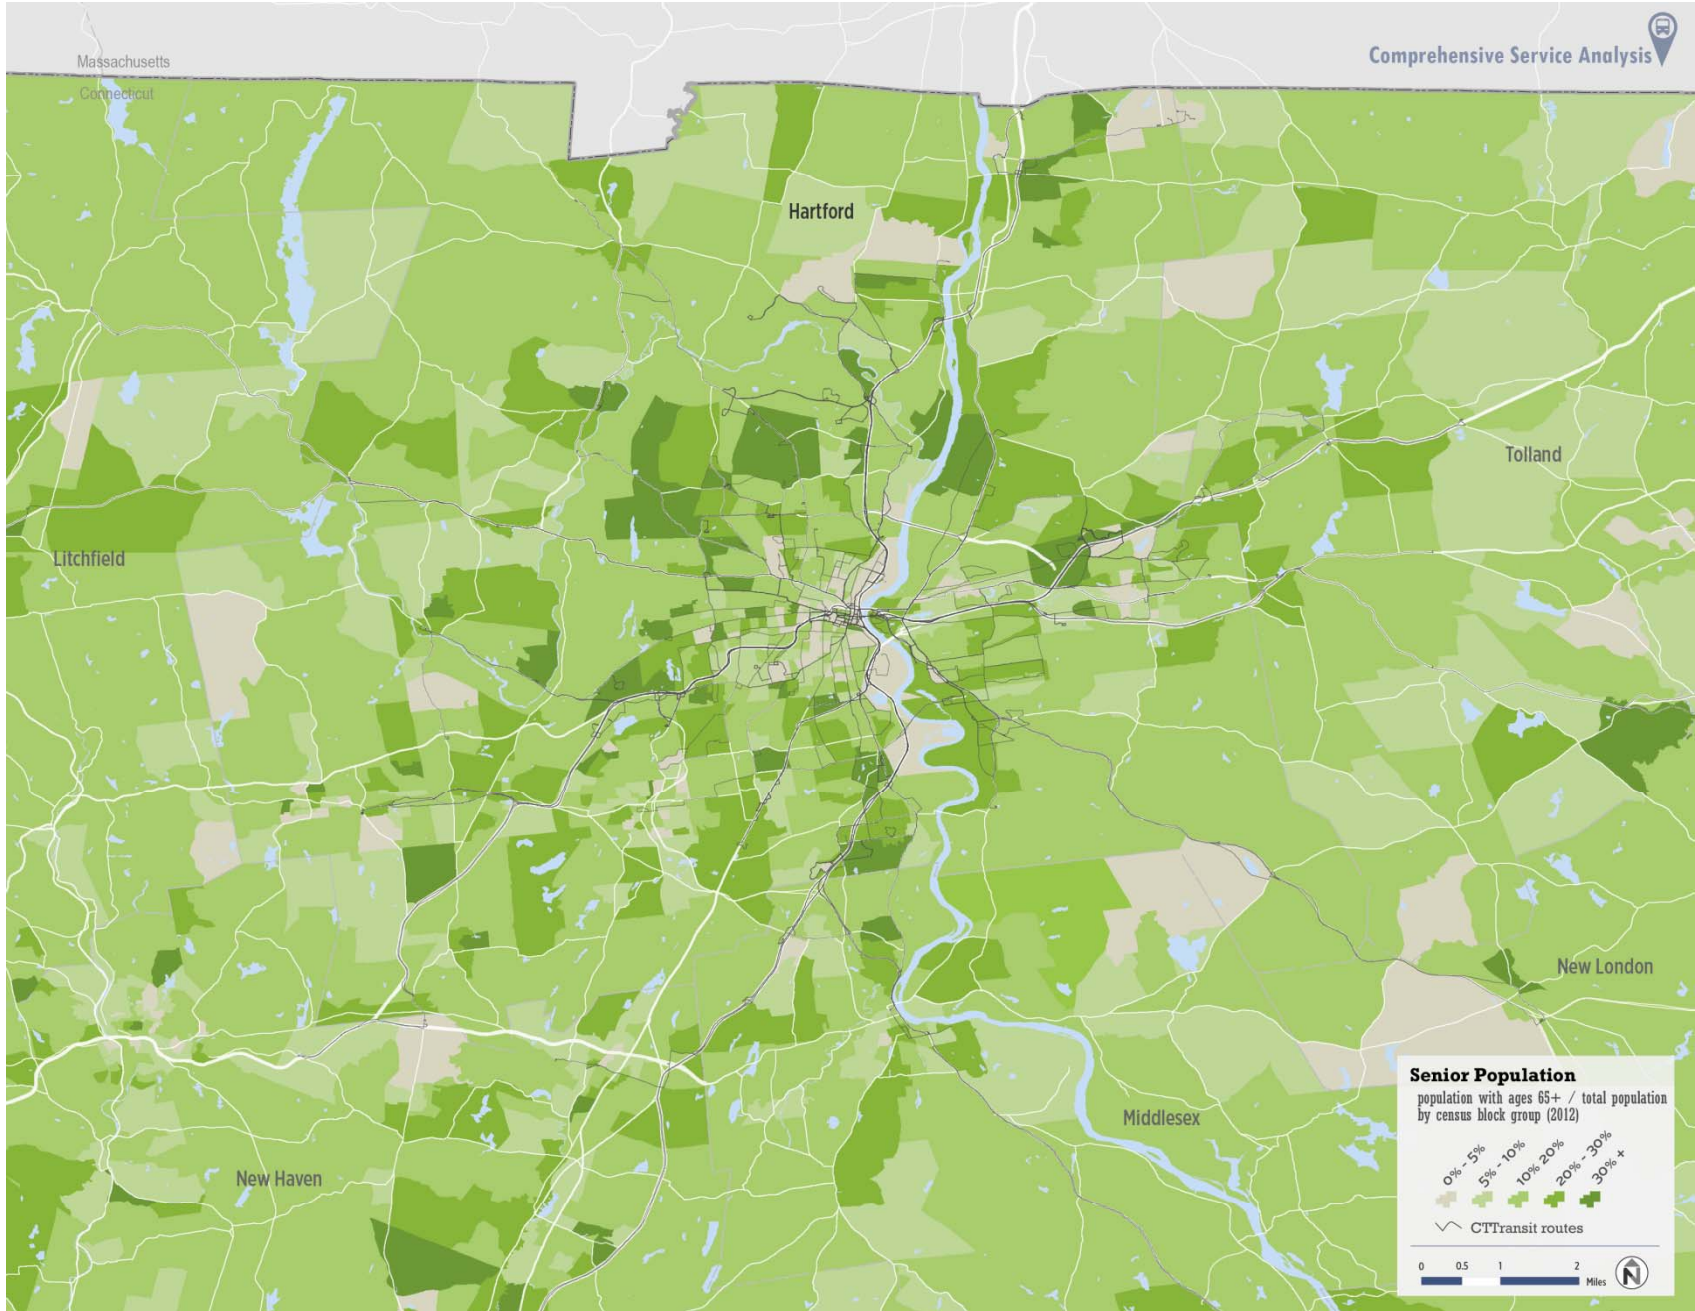 Massachusetts
Connecticut
Comprehensive Service Analysis
Hartford
Tolland
Litchfield
New London
Middlesex
New Haven
Senior Population
population with ages 65+ / total population
by census block group (2012)
0% - 5%
5% - 10%
10% 20%
20% - 30%
30% +
CTTransit routes
0 0.5 1 2 Miles
N